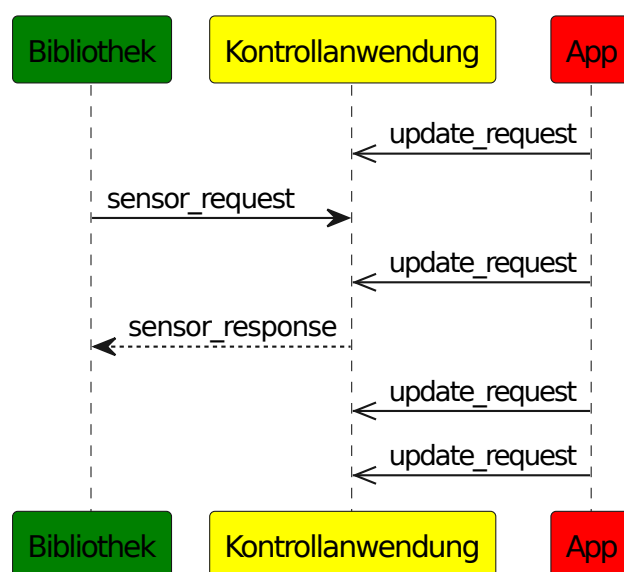 Bibliothek
Kontrollanwendung
App
update_request
sensor_request
update_request
sensor_response
update_request
update_request
Bibliothek
Kontrollanwendung
App